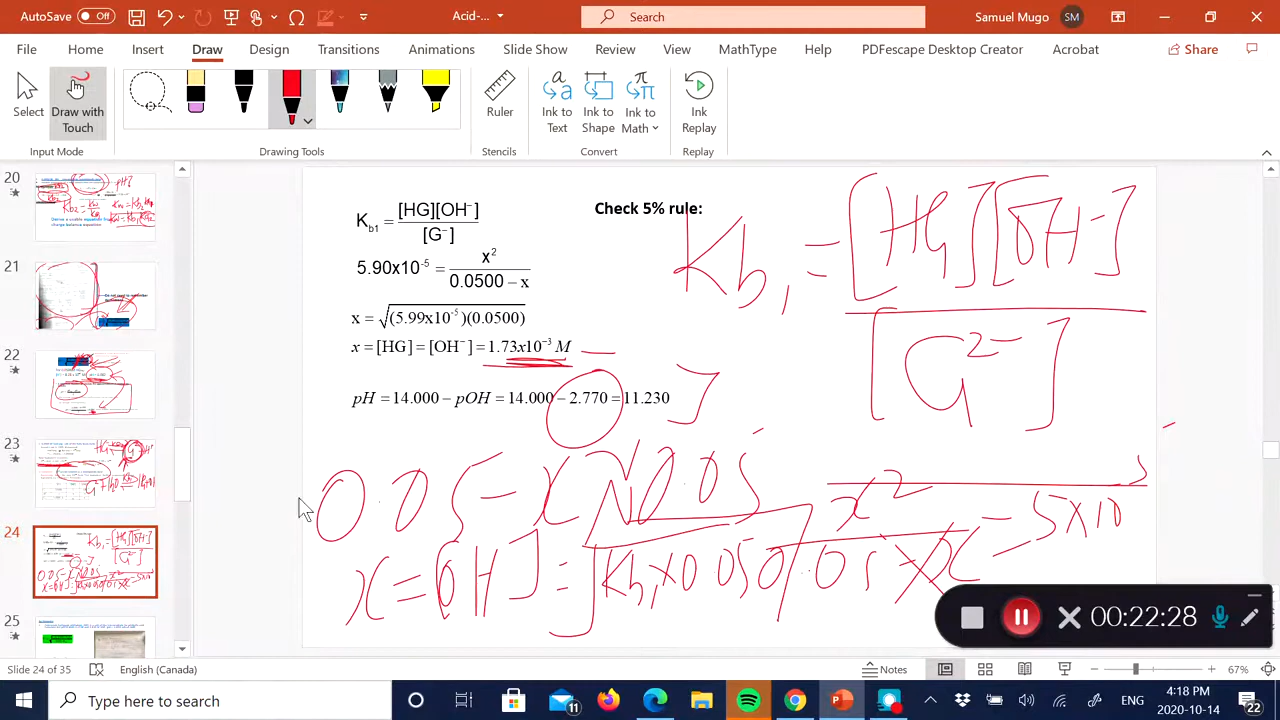 AutoSave Off Acid-... Search Samuel Mugo SM
File Home Insert Draw Design Slide Show Transitions Animations Review View MathType Help PDFescape Desktop Creator Acrobat Share
Select Draw with Touch Ruler Ink to Text Ink to Shape Ink to Math Ink Replay
Input Mode Drawing Tools Stencils Convert Replay
20
21
22
23
24
25
K_b1 = [HG][OH⁻] / [G⁻]
Check 5% rule:
5.90x10⁻⁵ = x² / 0.0500 – x
x = √(5.99x10⁻⁵)(0.0500)
x = [HG] = [OH⁻] = 1.73x10⁻³ M
pH = 14.000 – pOH = 14.000 – 2.770 = 11.230
Kb₁ = [HG][OH⁻] / [G²⁻]
0.05 – x ≈ 0.05
x² / 0.05 – x = 5x10
x = [OH⁻] = √Kb₁ x 0.05
00:22:28
Slide 24 of 35 English (Canada) Notes 67%
Type here to search 11 ENG 4:18 PM 2020-10-14 22